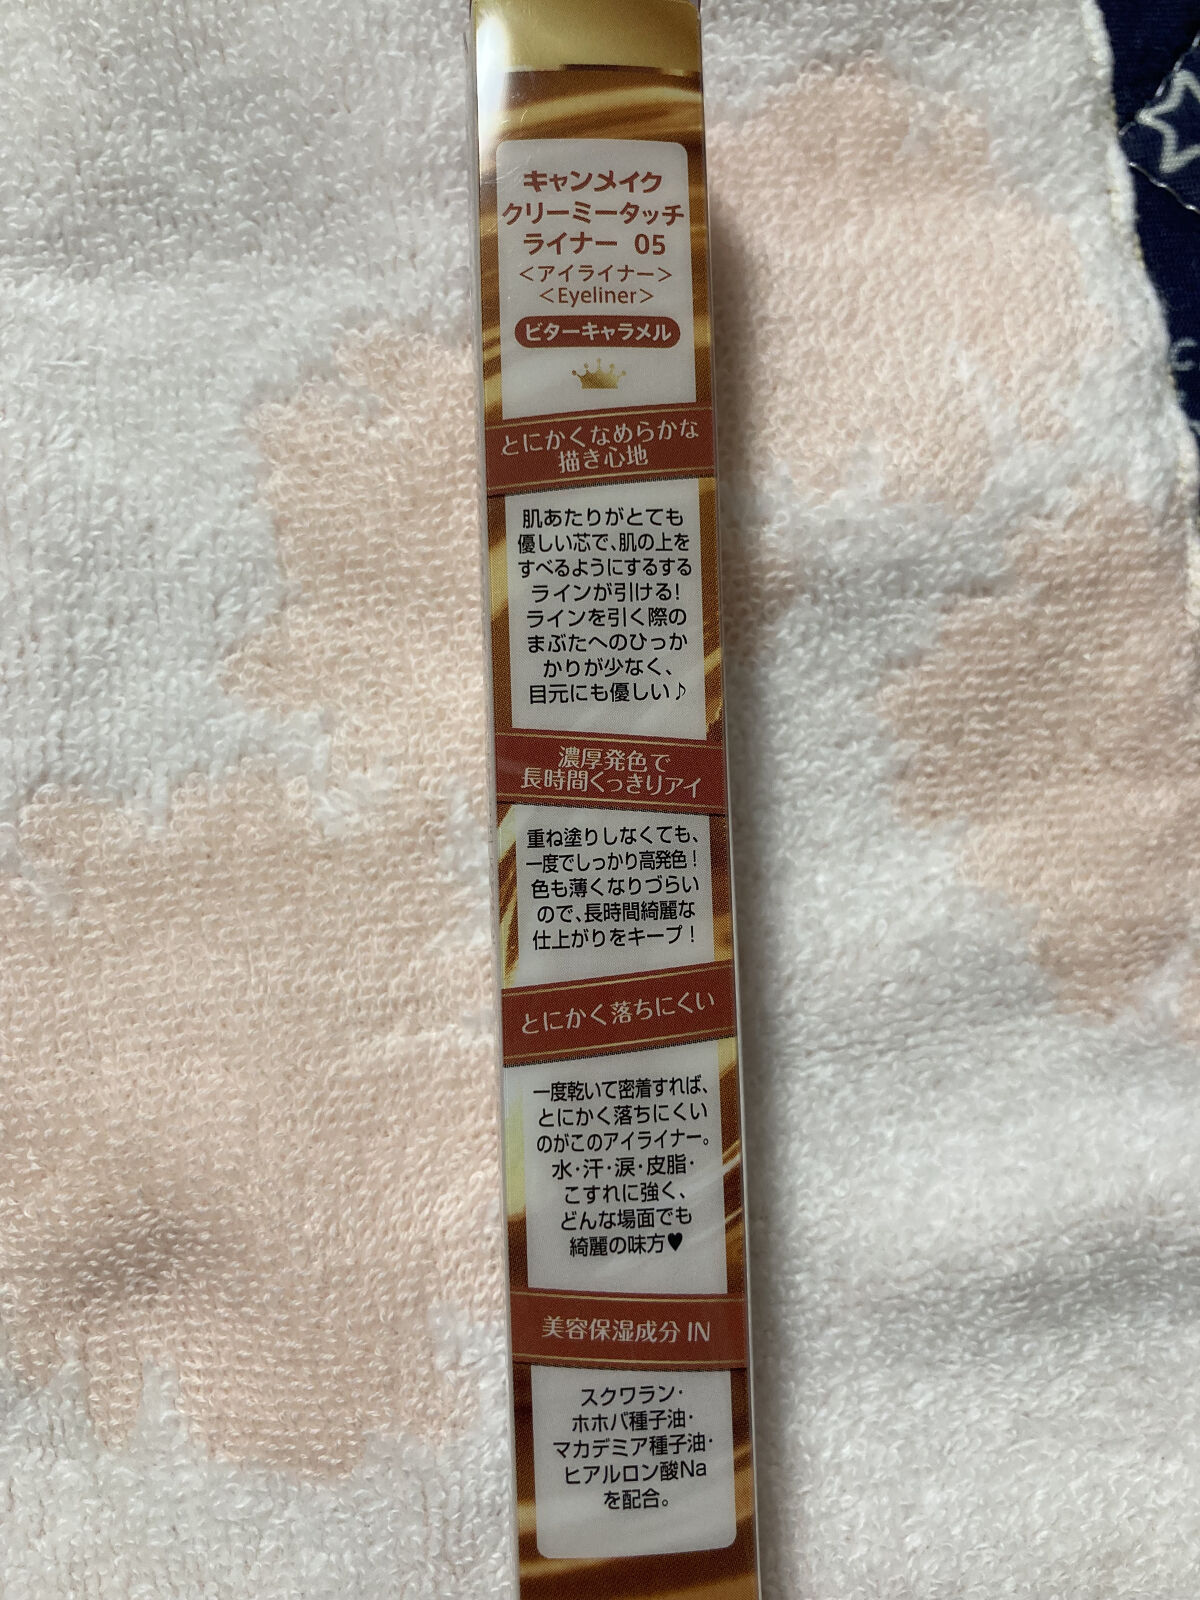 キャンメイク
クリーミータッチ
ライナー 05
＜アイライナー＞
＜Eyeliner＞
ビターキャラメル
とにかくなめらかな
描き心地
肌あたりがとても
優しい芯で、肌の上を
すべるようにするする
ラインが引ける!
ラインを引く際の
まぶたへのひっか
かりが少なく、
目元にも優しい♪
濃厚発色で
長時間くっきりアイ
重ね塗りしなくても、
一度でしっかり高発色!
色も薄くなりづらい
ので、長時間綺麗な
仕上がりをキープ!
とにかく落ちにくい
一度乾いて密着すれば、
とにかく落ちにくい
のがこのアイライナー。
水・汗・涙・皮脂・
こすれに強く、
どんな場面でも
綺麗の味方♥
美容保湿成分 IN
スクワラン・
ホホバ種子油・
マカデミア種子油・
ヒアルロン酸Na
を配合。
C